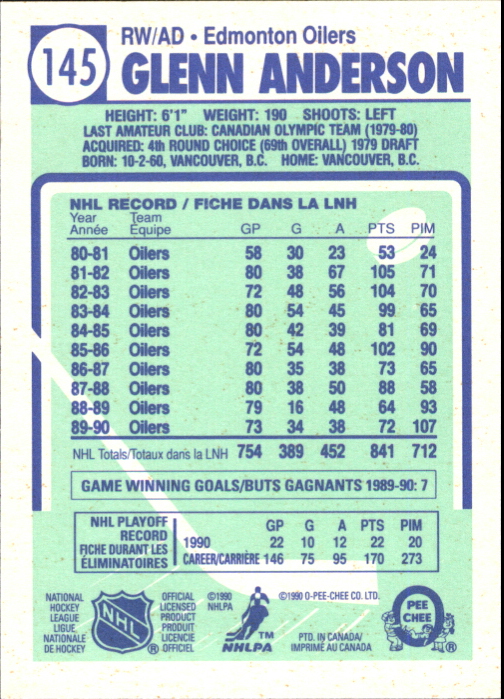 145
RW/AD • Edmonton Oilers
GLENN ANDERSON
HEIGHT: 6'1" WEIGHT: 190 SHOOTS: LEFT
LAST AMATEUR CLUB: CANADIAN OLYMPIC TEAM (1979-80)
ACQUIRED: 4th ROUND CHOICE (69th OVERALL) 1979 DRAFT
BORN: 10-2-60, VANCOUVER, B.C. HOME: VANCOUVER, B.C.
NHL RECORD / FICHE DANS LA LNH
Year Team
Année Équipe GP G A PTS PIM
80-81 Oilers 58 30 23 53 24
81-82 Oilers 80 38 67 105 71
82-83 Oilers 72 48 56 104 70
83-84 Oilers 80 54 45 99 65
84-85 Oilers 80 42 39 81 69
85-86 Oilers 72 54 48 102 90
86-87 Oilers 80 35 38 73 65
87-88 Oilers 80 38 50 88 58
88-89 Oilers 79 16 48 64 93
89-90 Oilers 73 34 38 72 107
NHL Totals/Totaux dans la LNH 754 389 452 841 712
GAME WINNING GOALS/BUTS GAGNANTS 1989-90: 7
NHL PLAYOFF
RECORD
FICHE DURANT LES
ÉLIMINATOIRES
GP G A PTS PIM
1990 22 10 12 22 20
CAREER/CARRIÈRE 146 75 95 170 273
NATIONAL
HOCKEY
LEAGUE
LIGUE
NATIONALE
DE HOCKEY
NHL ®
OFFICIAL
LICENSED
PRODUCT
PRODUIT
LICENCIE
OFFICIEL
©1990
NHLPA
NHLPA ™
©1990 O-PEE-CHEE CO. LTD.
PTD. IN CANADA/
IMPRIMÉ AU CANADA
O
PEE
CHEE
®